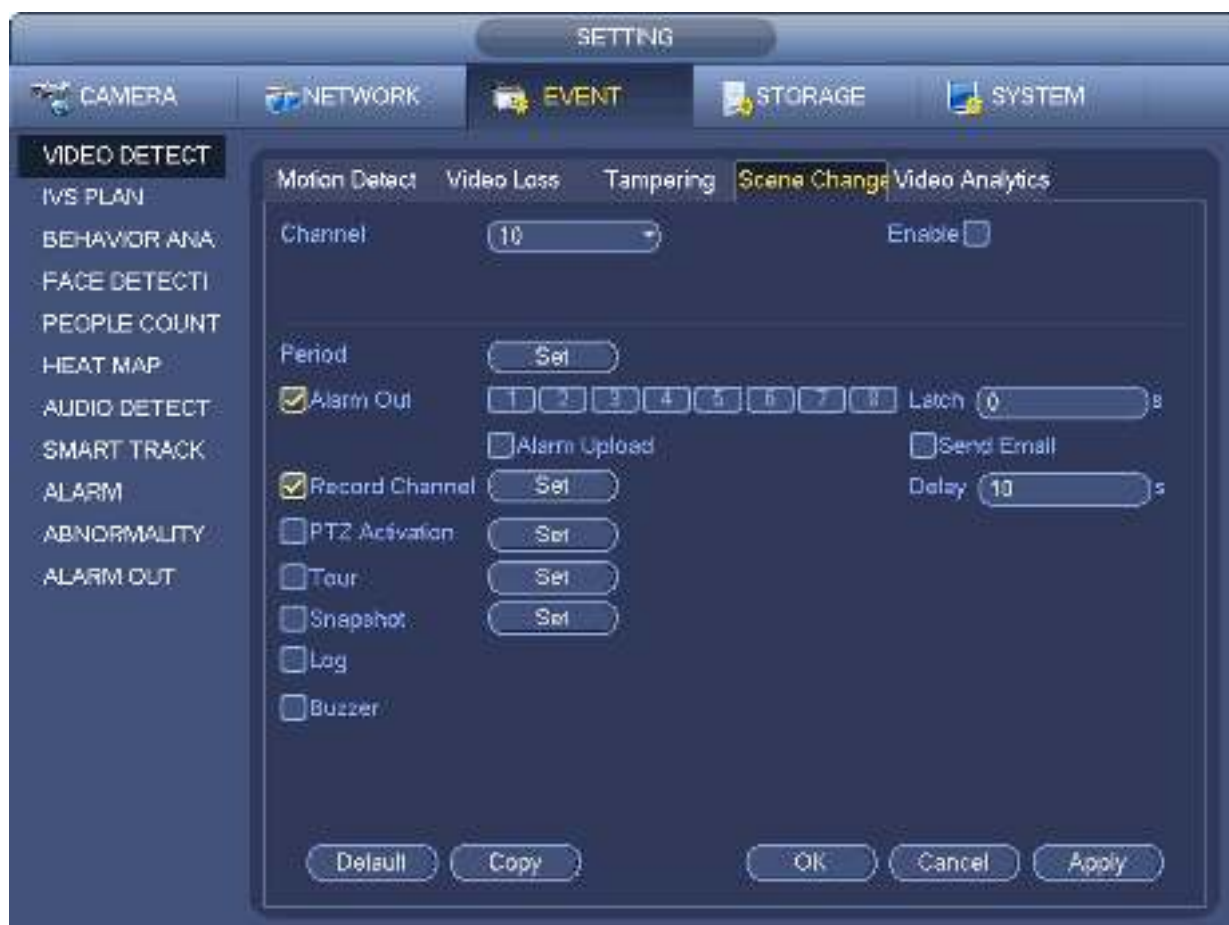 SETTING
CAMERA NETWORK EVENT STORAGE SYSTEM
VIDEO DETECT
IVS PLAN
BEHAVIOR ANA
FACE DETECTI
PEOPLE COUNT
HEAT MAP
AUDIO DETECT
SMART TRACK
ALARM
ABNORMALITY
ALARM OUT
Motion Detect Video Loss Tampering Scene Change Video Analytics
Channel 10 Enable
Period Set
Alarm Out 1 2 3 4 5 6 7 8 Latch 0 s
Alarm Upload Send Email
Record Channel Set Delay 10 s
PTZ Activation Set
Tour Set
Snapshot Set
Log
Buzzer
Default Copy OK Cancel Apply